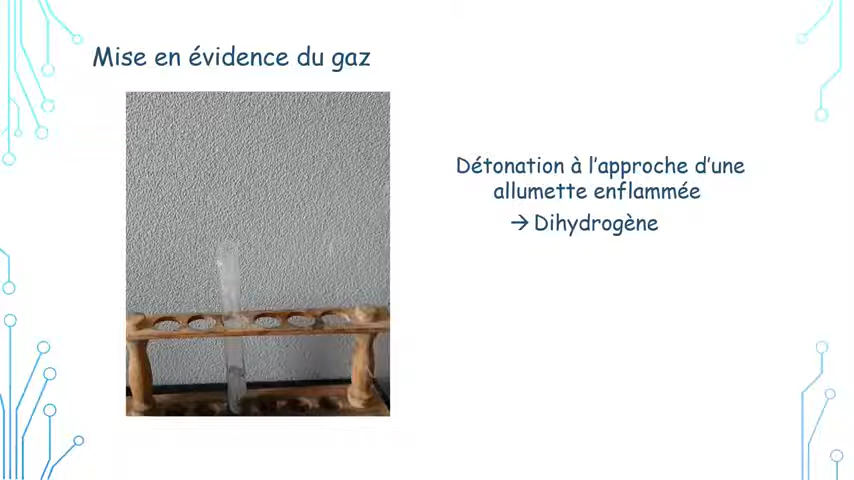 Mise en évidence du gaz
Détonation à l'approche d'une
allumette enflammée
→ Dihydrogène